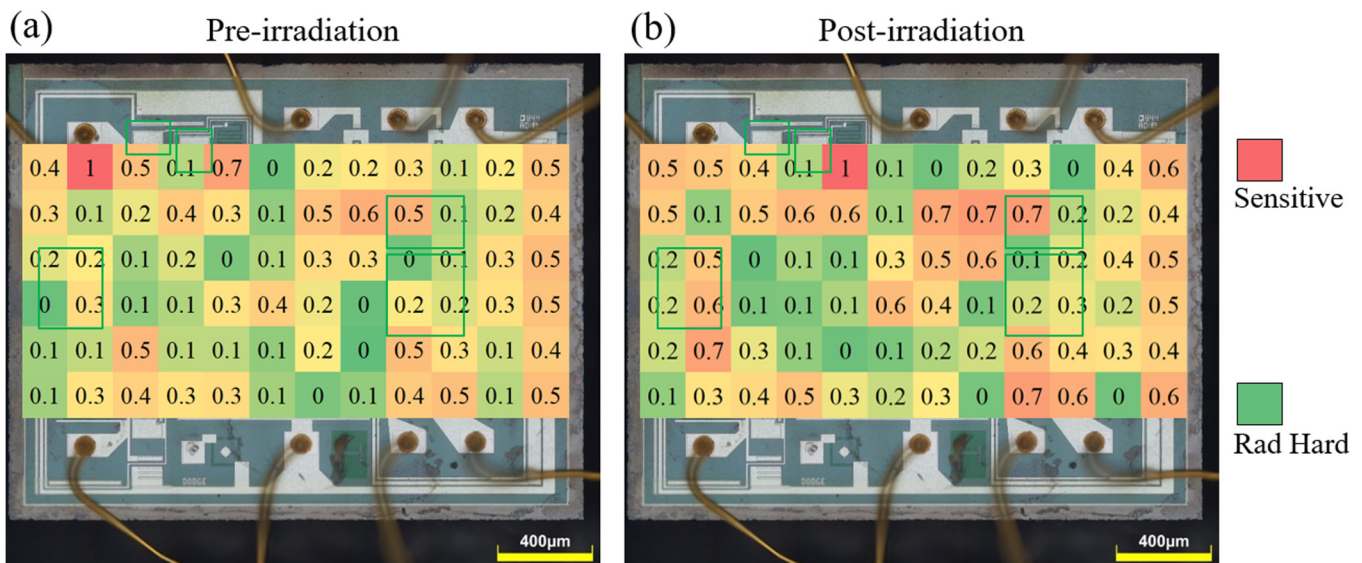 (a) Pre-irradiation
(b) Post-irradiation
0.4 1 0.5 0.1 0.7 0 0.2 0.2 0.3 0.1 0.2 0.5
0.3 0.1 0.2 0.4 0.3 0.1 0.5 0.6 0.5 0.1 0.2 0.4
0.2 0.2 0.1 0.2 0 0.1 0.3 0.3 0 0.1 0.3 0.5
0 0.3 0.1 0.1 0.3 0.4 0.2 0 0.2 0.2 0.3 0.5
0.1 0.1 0.5 0.1 0.1 0.1 0.2 0 0.5 0.3 0.1 0.4
0.1 0.3 0.4 0.3 0.3 0.1 0 0.1 0.4 0.5 0.1 0.5
DODGE
400μm
0.5 0.5 0.4 0.1 1 0.1 0 0.2 0.3 0 0.4 0.6
0.5 0.1 0.5 0.6 0.6 0.1 0.7 0.7 0.7 0.2 0.2 0.4
0.2 0.5 0 0.1 0.1 0.3 0.5 0.6 0.1 0.2 0.4 0.5
0.2 0.6 0.1 0.1 0.1 0.6 0.4 0.1 0.2 0.3 0.2 0.5
0.2 0.7 0.3 0.1 0 0.1 0.2 0.2 0.6 0.4 0.3 0.4
0.1 0.3 0.4 0.5 0.3 0.2 0.3 0 0.7 0.6 0 0.6
DODGE
400μm
Sensitive
Rad Hard